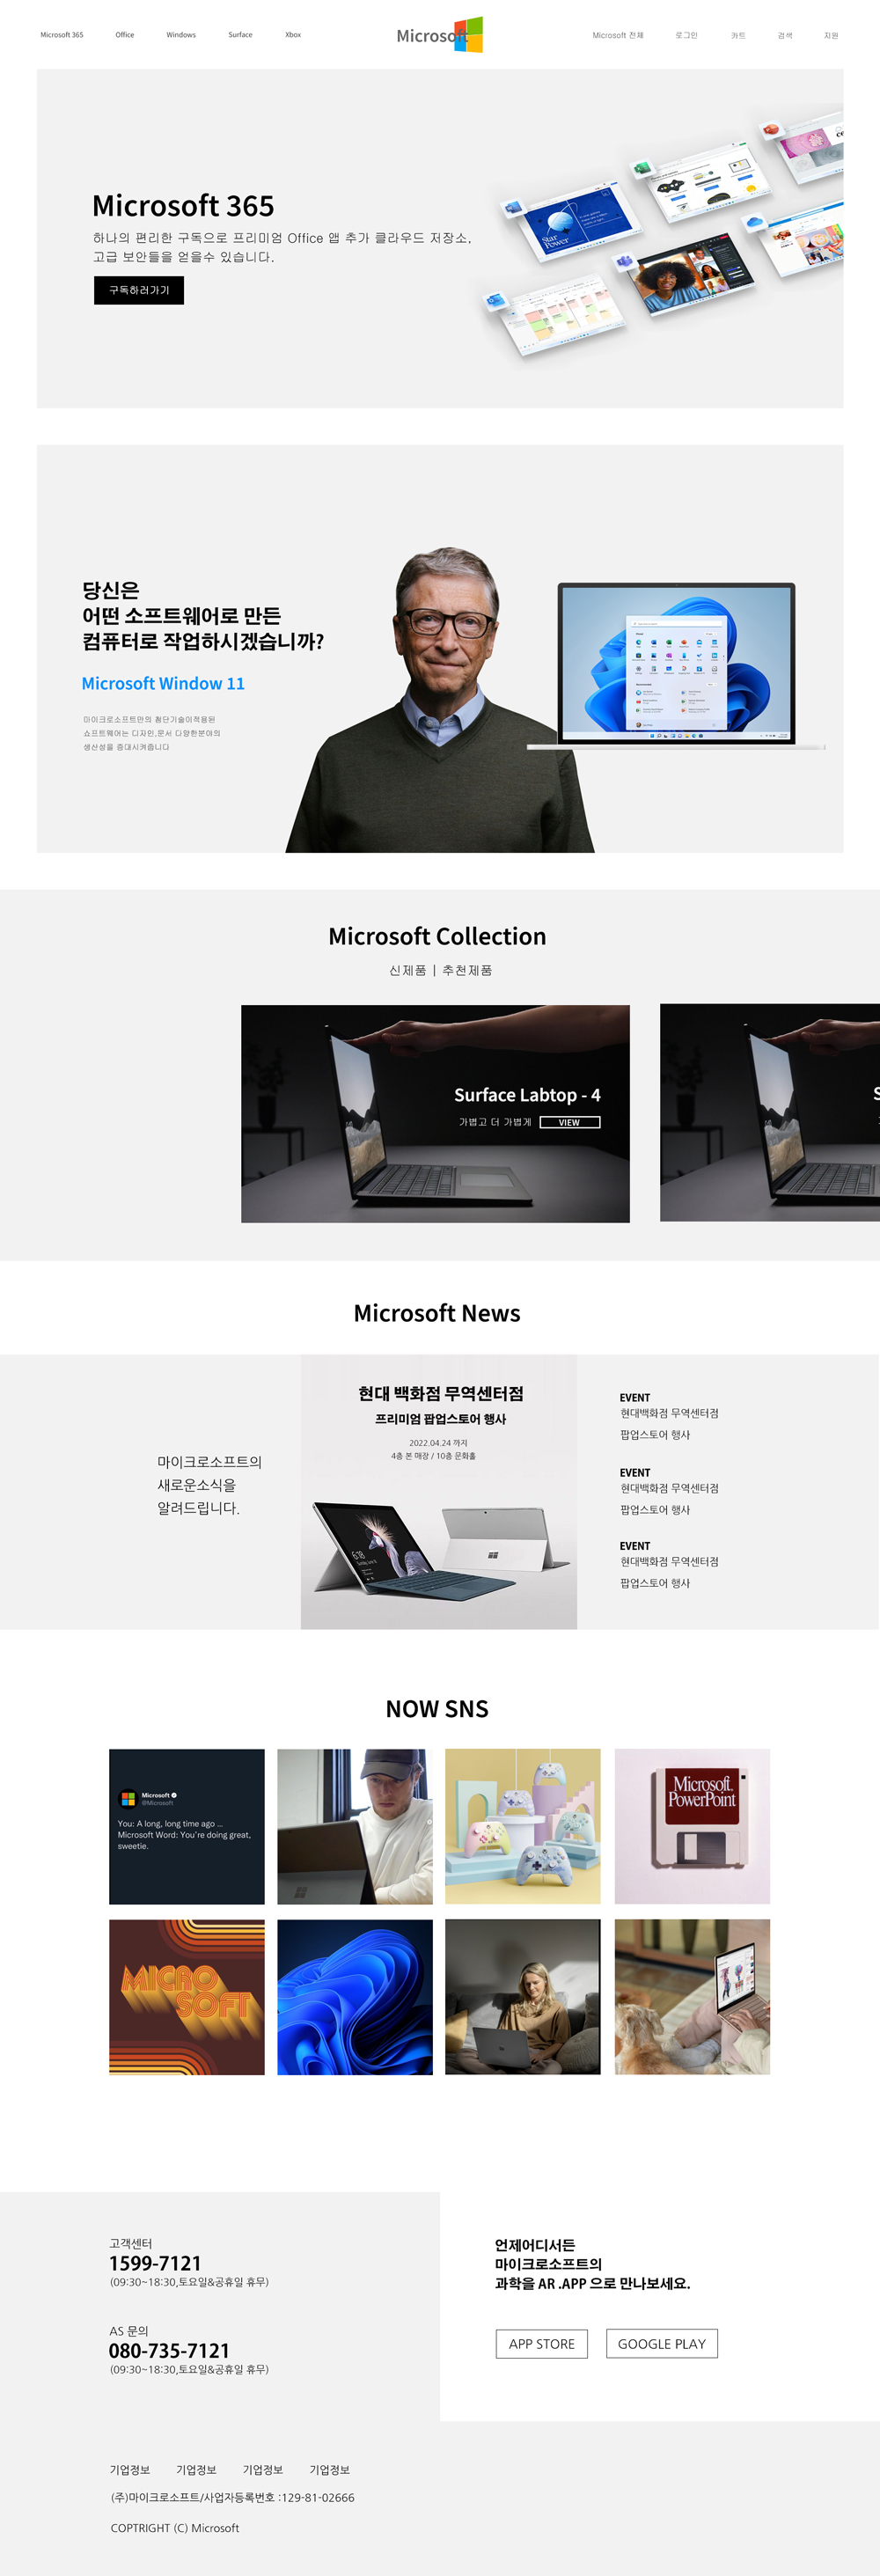 Microsoft 365
Office
Windows
Surface
Xbox
Microsoft
Microsoft 전체
로그인
카트
검색
지원
Microsoft 365
하나의 편리한 구독으로 프리미엄 Office 앱 추가 클라우드 저장소,
고급 보안들을 얻을수 있습니다.
구독하러가기
Star
Power
당신은
어떤 소프트웨어로 만든
컴퓨터로 작업하시겠습니까?
Microsoft Window 11
마이크로소프트만의 첨단기술이적용된
쇼프트웨어는 디자인,문서 다양한분야의
생산성을 증대시켜줍니다
Microsoft Collection
신제품 | 추천제품
Surface Labtop - 4
가볍고 더 가볍게
VIEW
S
Microsoft News
마이크로소프트의
새로운소식을
알려드립니다.
현대 백화점 무역센터점
프리미엄 팝업스토어 행사
2022.04.24 까지
4층 본 매장 / 10층 문화홀
EVENT
현대백화점 무역센터점
팝업스토어 행사
EVENT
현대백화점 무역센터점
팝업스토어 행사
EVENT
현대백화점 무역센터점
팝업스토어 행사
NOW SNS
Microsoft
@Microsoft
You: A long, long time ago ...
Microsoft Word: You're doing great,
sweetie.
Microsoft.
PowerPoint
MICRO
SOFT
고객센터
1599-7121
(09:30~18:30,토요일&공휴일 휴무)
AS 문의
080-735-7121
(09:30~18:30,토요일&공휴일 휴무)
언제어디서든
마이크로소프트의
과학을 AR .APP 으로 만나보세요.
APP STORE
GOOGLE PLAY
기업정보
기업정보
기업정보
기업정보
(주)마이크로소프트/사업자등록번호 :129-81-02666
COPTRIGHT (C) Microsoft